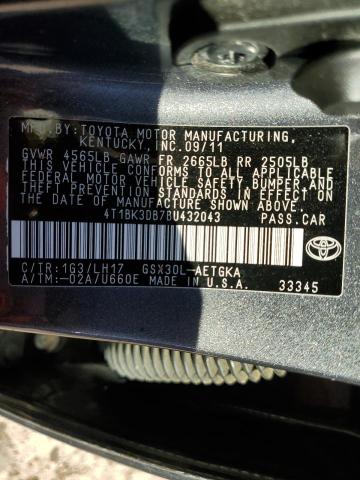 MFD.BY:TOYOTA MOTOR MANUFACTURING,
KENTUCKY, INC.09/11
GVWR 4565LB GAWR FR 2665LB RR 2505LB
THIS VEHICLE CONFORMS TO ALL APPLICABLE
FEDERAL MOTOR VEHICLE SAFETY, BUMPER, AND
THEFT PREVENTION STANDARDS IN EFFECT ON
THE DATE OF MANUFACTURE SHOWN ABOVE.
4T1BK3DB7BU432043 PASS.CAR
C/TR:1G3/LH17 GSX30L-AETGKA
A/TM:-02A/U660E MADE IN U.S.A.
TOYOTA
33345